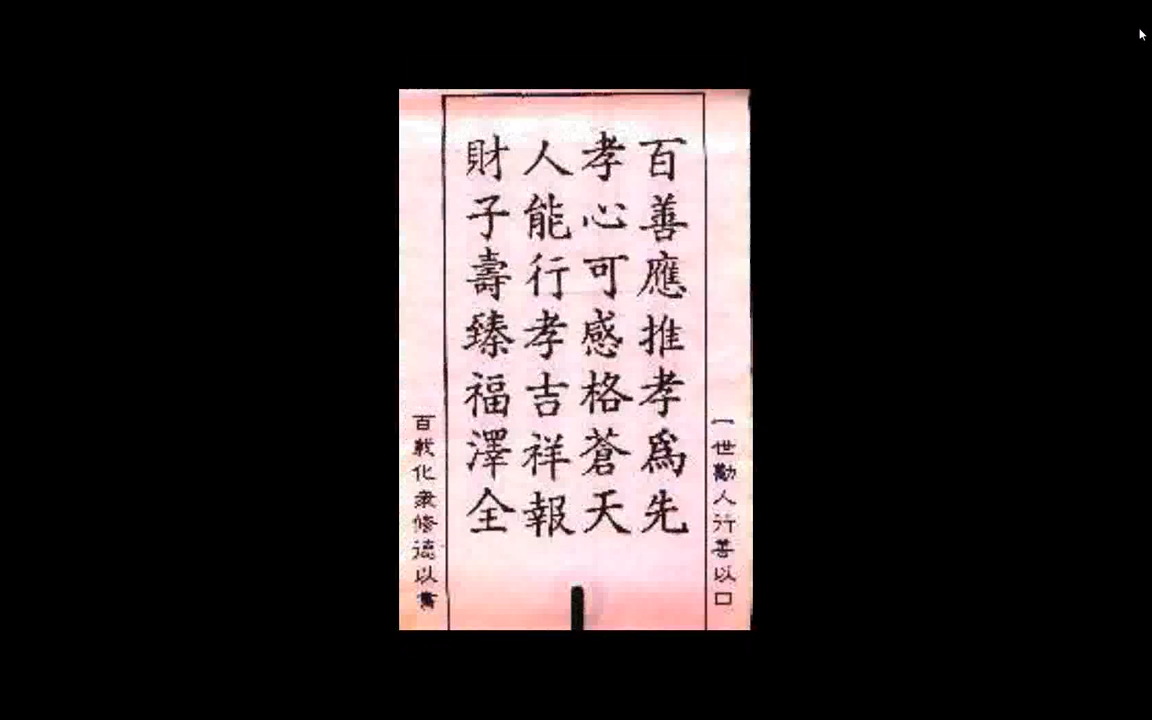 一世勸人行善以口
百善應推孝為先
孝心可感格蒼天
人能行孝吉祥報
財子壽臻福澤全
百載化衆修德以書